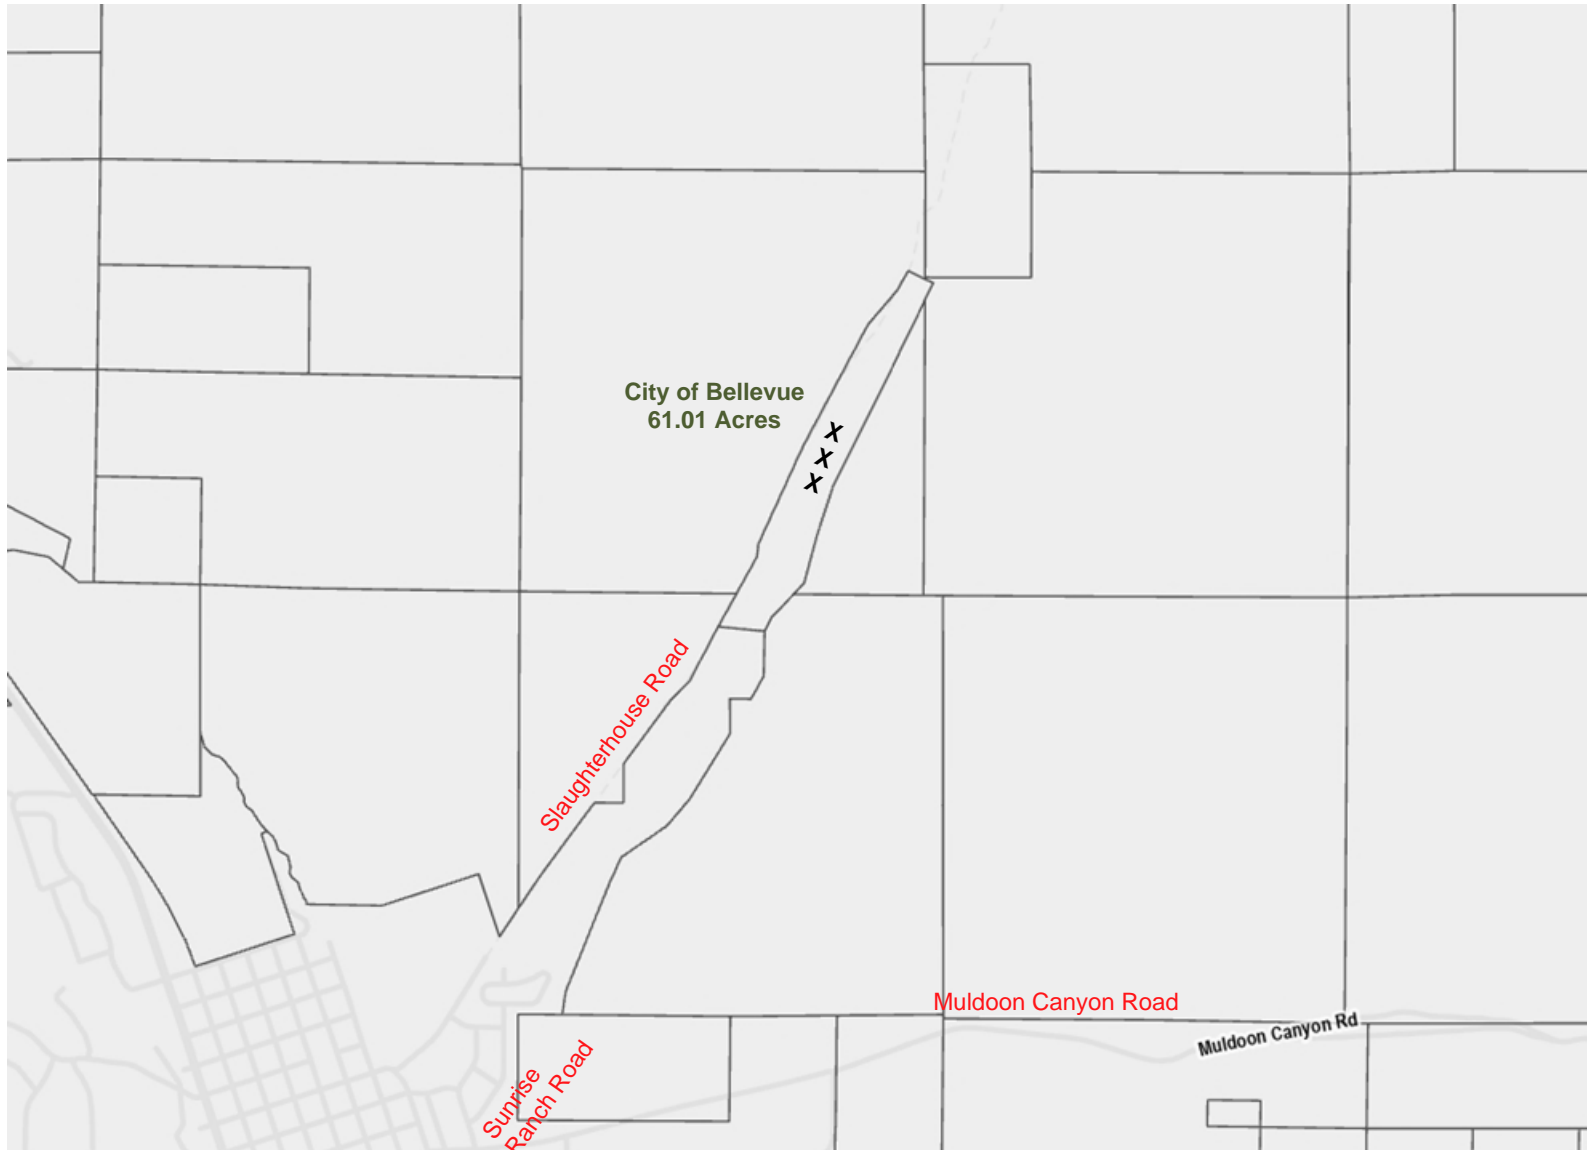 City of Bellevue
61.01 Acres
X
X
X
Slaughterhouse Road
Muldoon Canyon Road
Muldoon Canyon Rd
Sunrise
Ranch Road